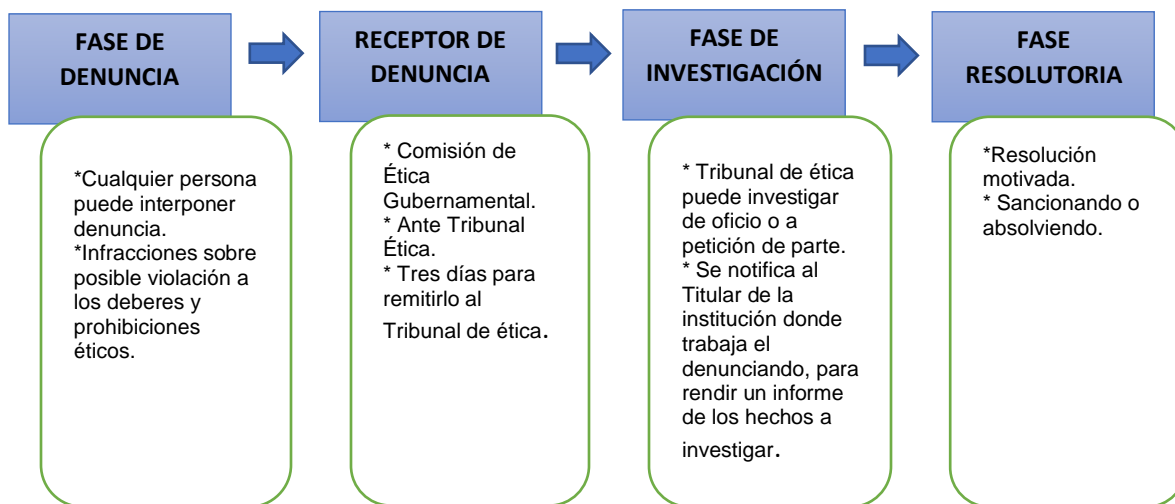 FASE DE
DENUNCIA
*Cualquier persona
puede interponer
denuncia.
*Infracciones sobre
posible violación a
los deberes y
prohibiciones
éticos.
RECEPTOR DE
DENUNCIA
* Comisión de
Ética
Gubernamental.
* Ante Tribunal
Ética.
* Tres días para
remitirlo al
Tribunal de ética.
FASE DE
INVESTIGACIÓN
* Tribunal de ética
puede investigar
de oficio o a
petición de parte.
* Se notifica al
Titular de la
institución donde
trabaja el
denunciando, para
rendir un informe
de los hechos a
investigar.
FASE
RESOLUTORIA
*Resolución
motivada.
* Sancionando o
absolviendo.